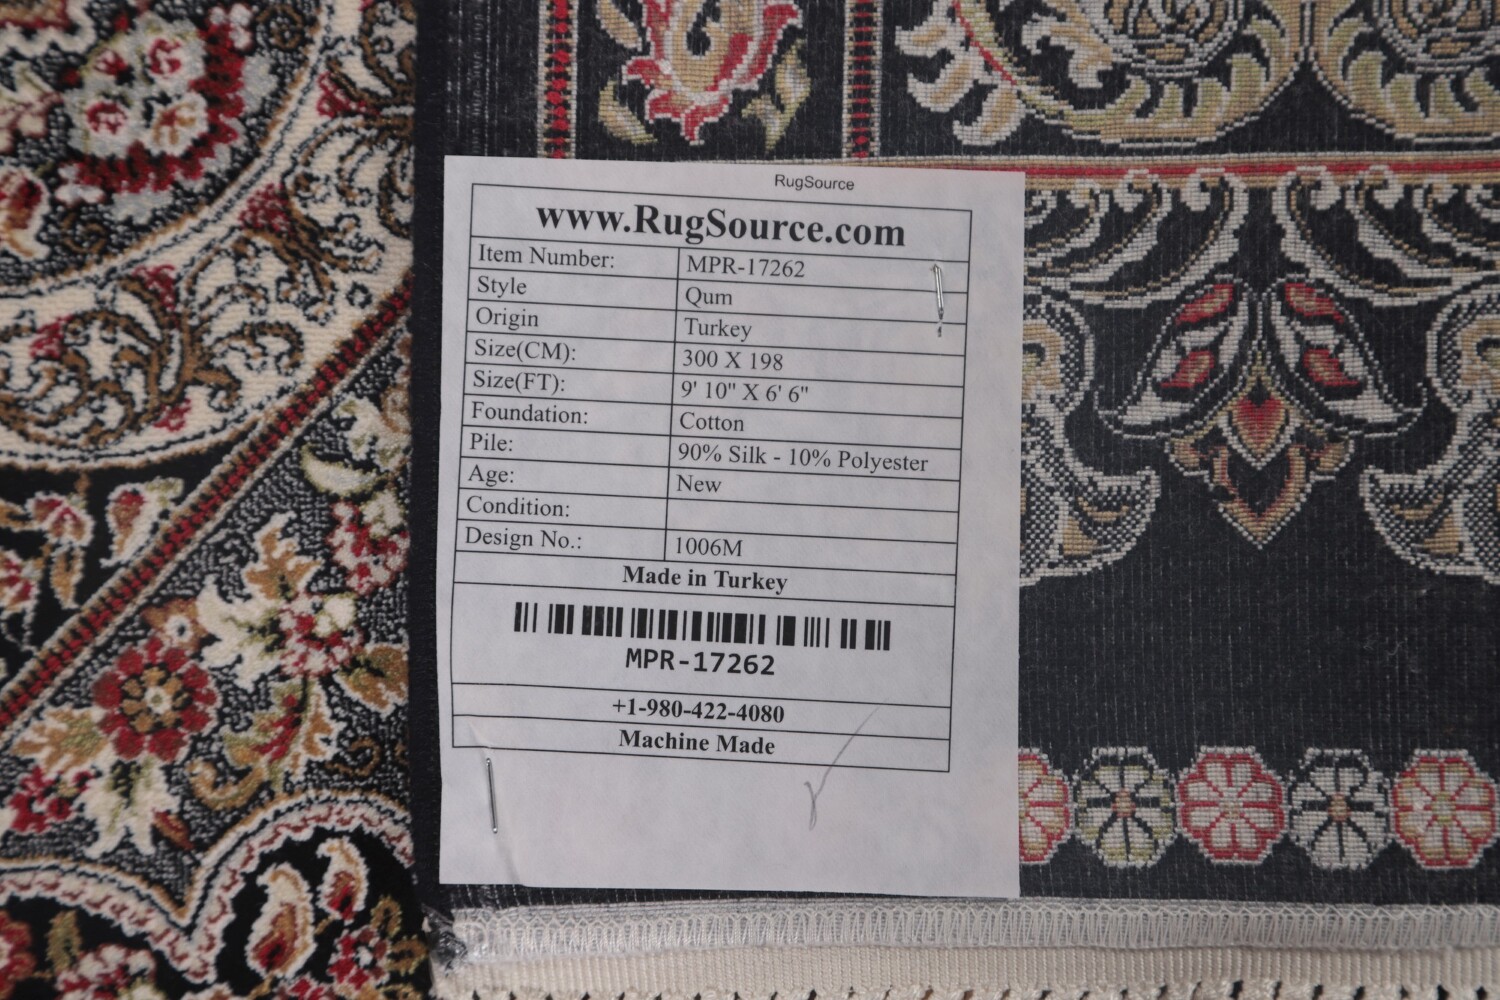 RugSource
www.RugSource.com
Item Number: MPR-17262
Style Qum
Origin Turkey
Size(CM): 300 X 198
Size(FT): 9' 10" X 6' 6"
Foundation: Cotton
Pile: 90% Silk - 10% Polyester
Age: New
Condition:
Design No.: 1006M
Made in Turkey
MPR-17262
+1-980-422-4080
Machine Made